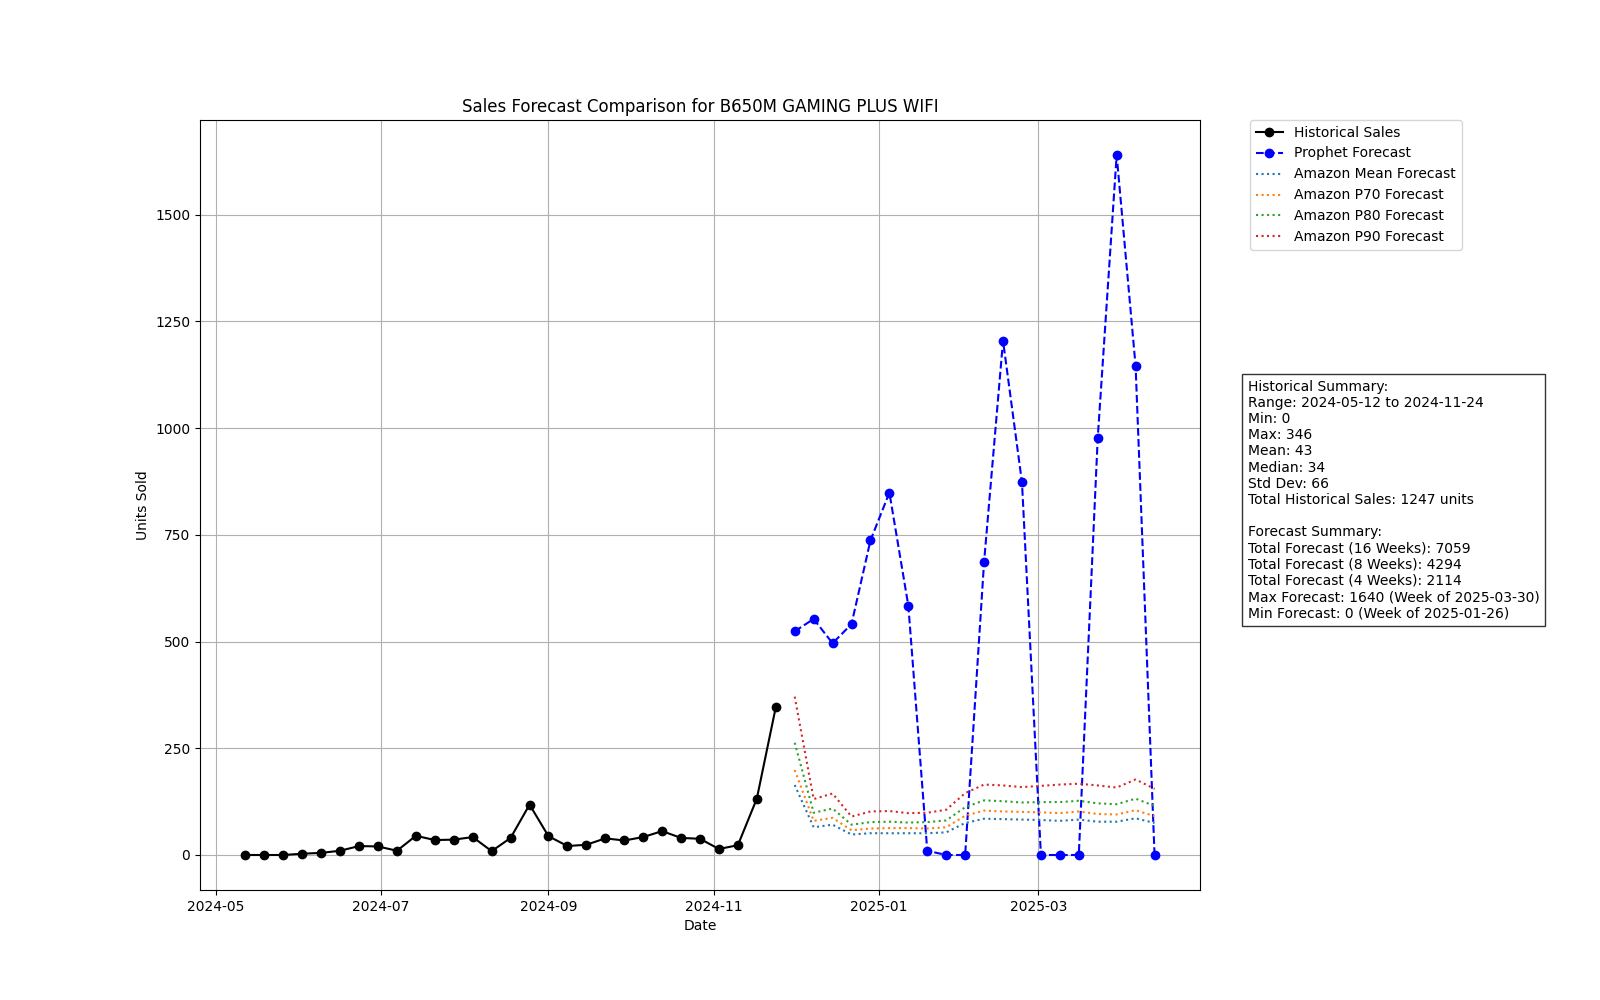 Sales Forecast Comparison for B650M GAMING PLUS WIFI
Historical Sales
Prophet Forecast
Amazon Mean Forecast
Amazon P70 Forecast
Amazon P80 Forecast
Amazon P90 Forecast
1500
1250
1000
750
500
250
0
Units Sold
2024-05
2024-07
2024-09
2024-11
2025-01
2025-03
Date
Historical Summary:
Range: 2024-05-12 to 2024-11-24
Min: 0
Max: 346
Mean: 43
Median: 34
Std Dev: 66
Total Historical Sales: 1247 units
Forecast Summary:
Total Forecast (16 Weeks): 7059
Total Forecast (8 Weeks): 4294
Total Forecast (4 Weeks): 2114
Max Forecast: 1640 (Week of 2025-03-30)
Min Forecast: 0 (Week of 2025-01-26)